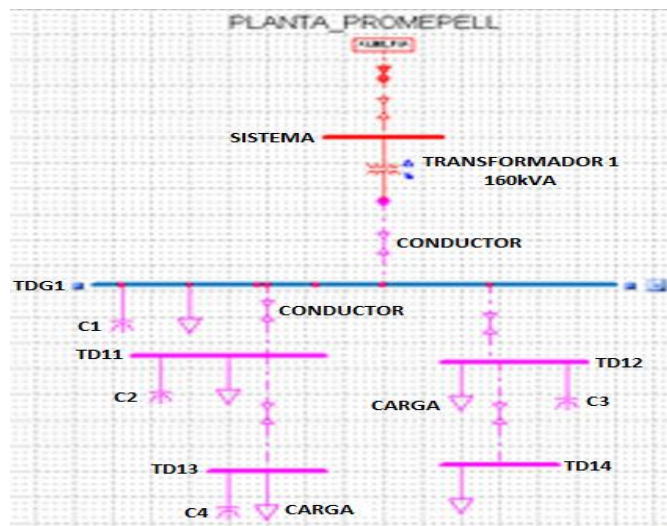 PLANTA_PROMEPELL
SISTEMA
TRANSFORMADOR 1
160kVA
CONDUCTOR
TDG1
C1
CONDUCTOR
TD11
TD12
C2
CARGA
C3
TD13
TD14
C4
CARGA